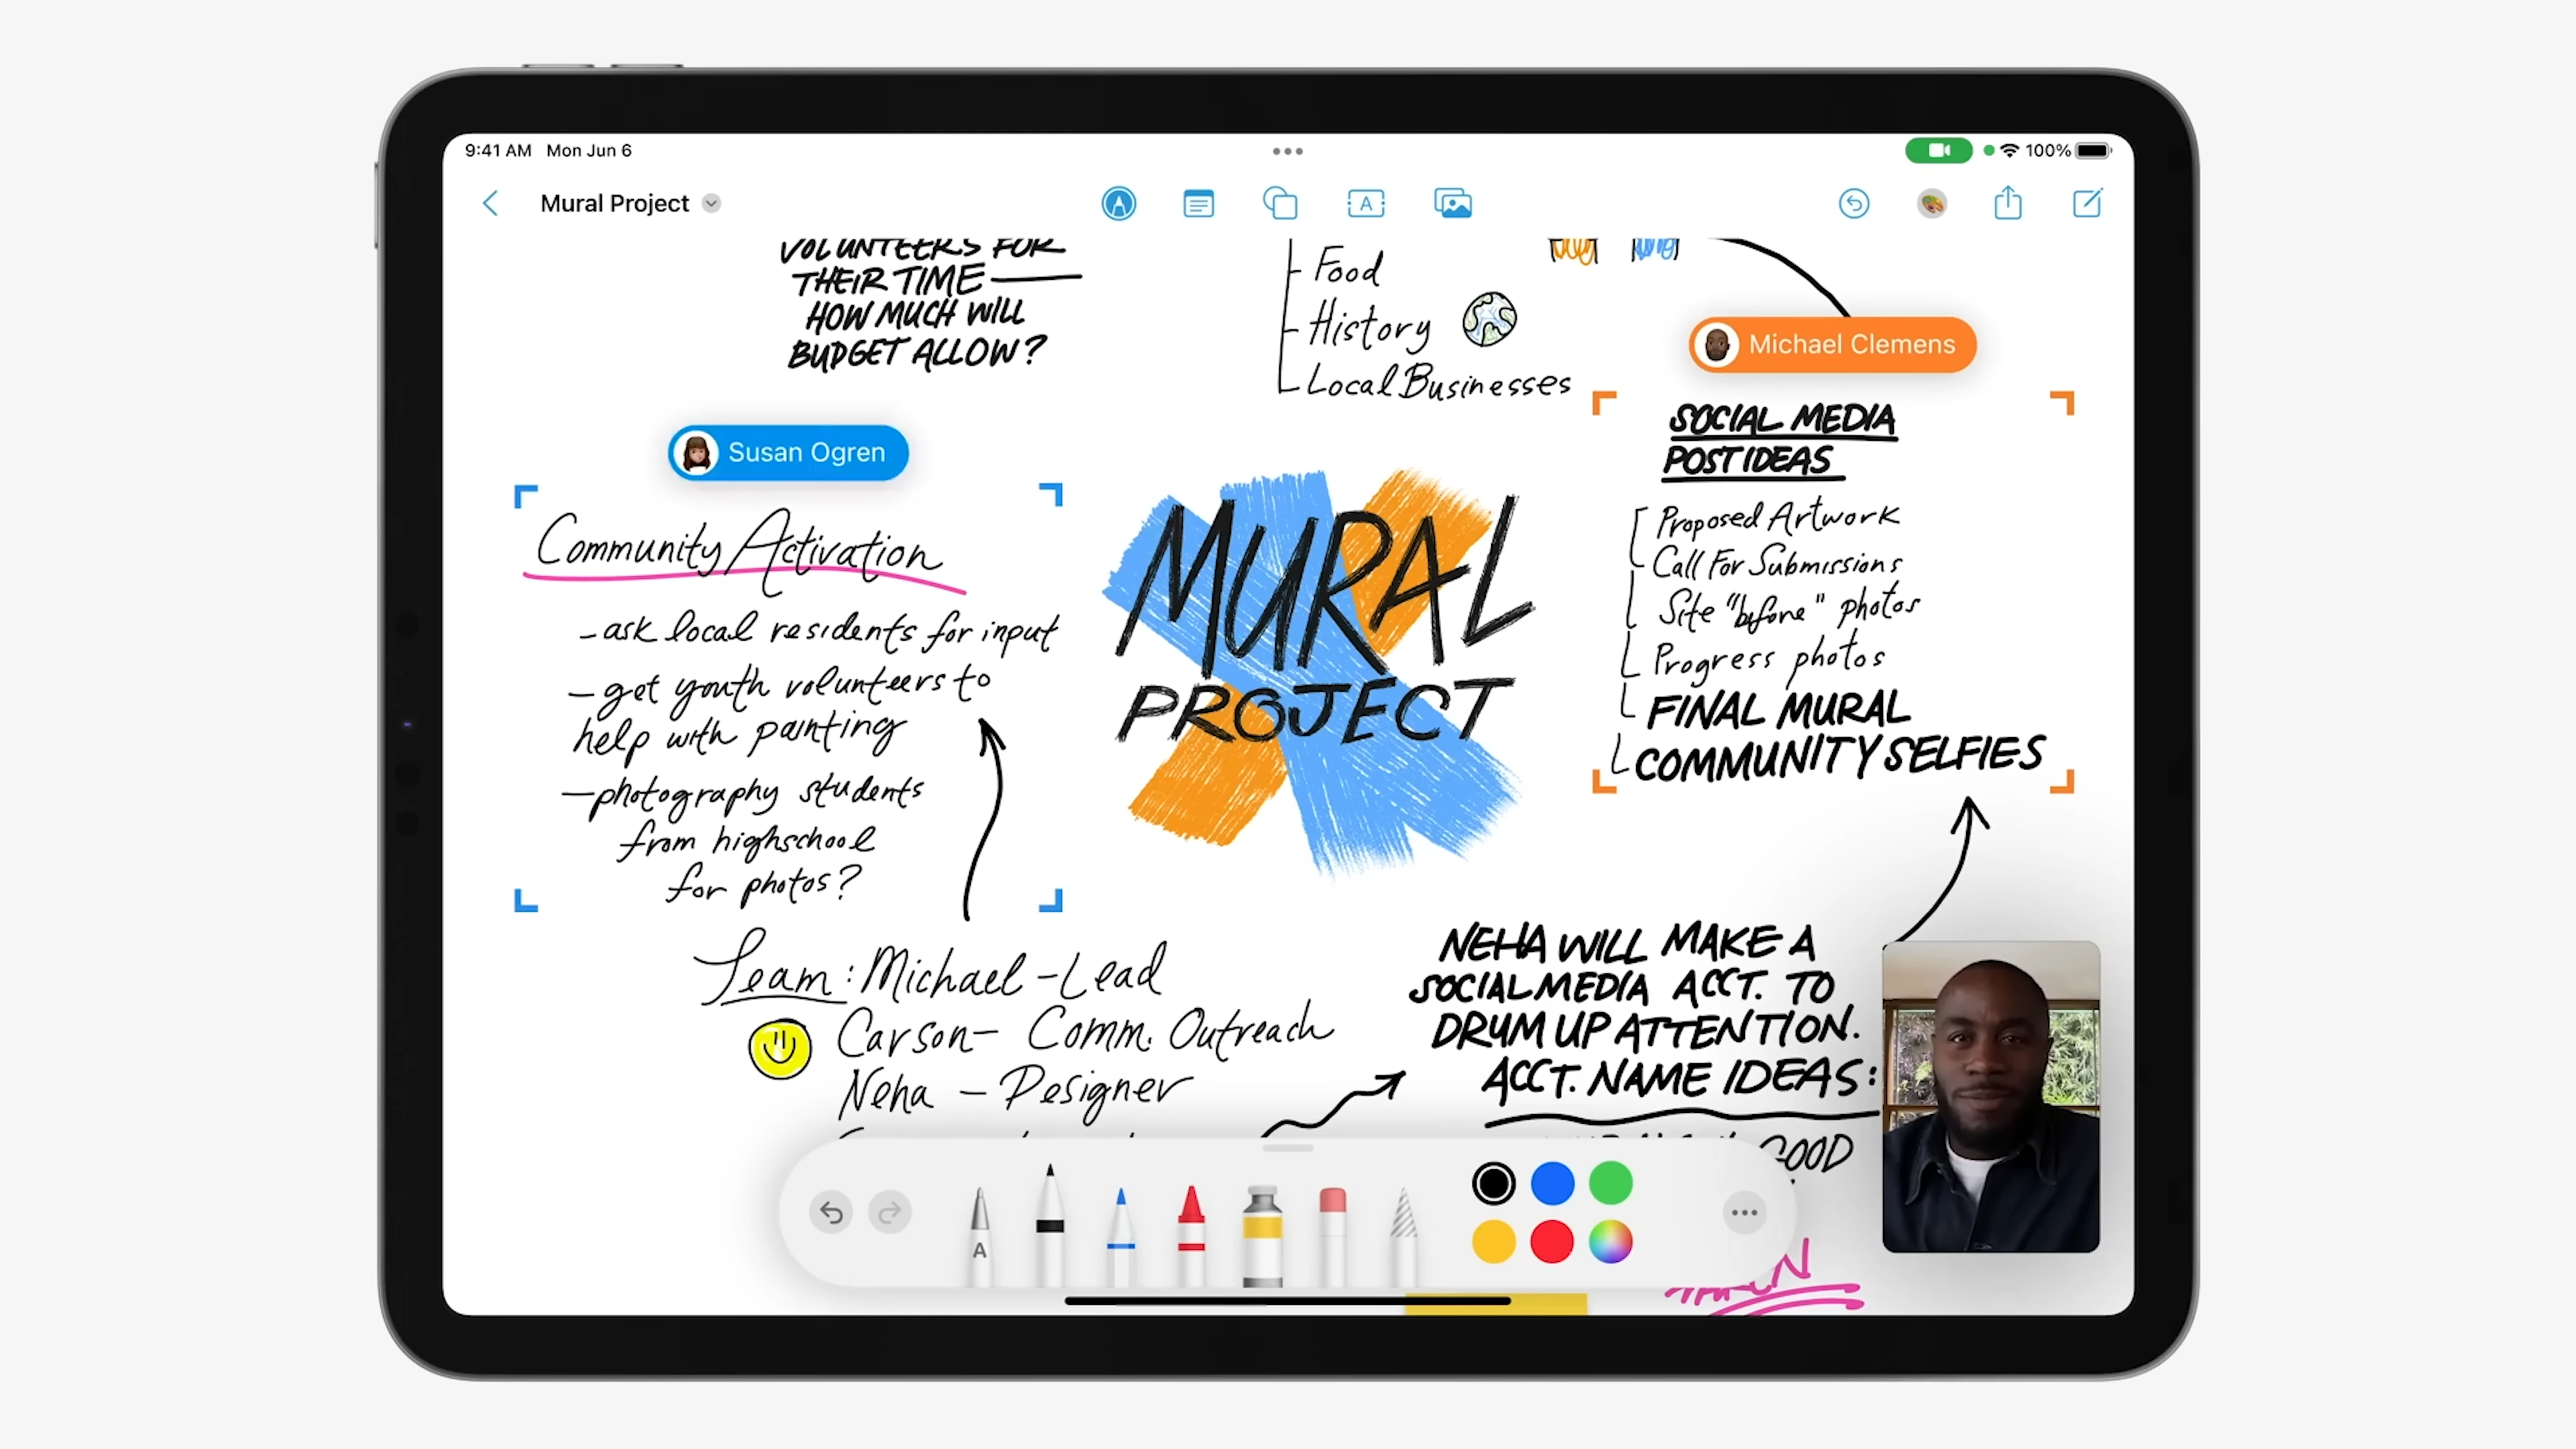 9:41 AM Mon Jun 6
100%
Mural Project
VOLUNTEERS FOR
THEIR TIME
HOW MUCH WILL
BUDGET ALLOW?
Food
History
Local Businesses
Michael Clemens
SOCIAL MEDIA
POST IDEAS
Proposed Artwork
Call For Submissions
Site "before" photos
Progress photos
FINAL MURAL
COMMUNITY SELFIES
Susan Ogren
Community Activation
- ask local residents for input
- get youth volunteers to
help with painting
- photography students
from highschool
for photos?
MURAL
PROJECT
Team: Michael - Lead
Carson - Comm. Outreach
Neha - Designer
NEHA WILL MAKE A
SOCIAL MEDIA ACCT. TO
DRUM UP ATTENTION.
ACCT. NAME IDEAS:
GOOD
A
A